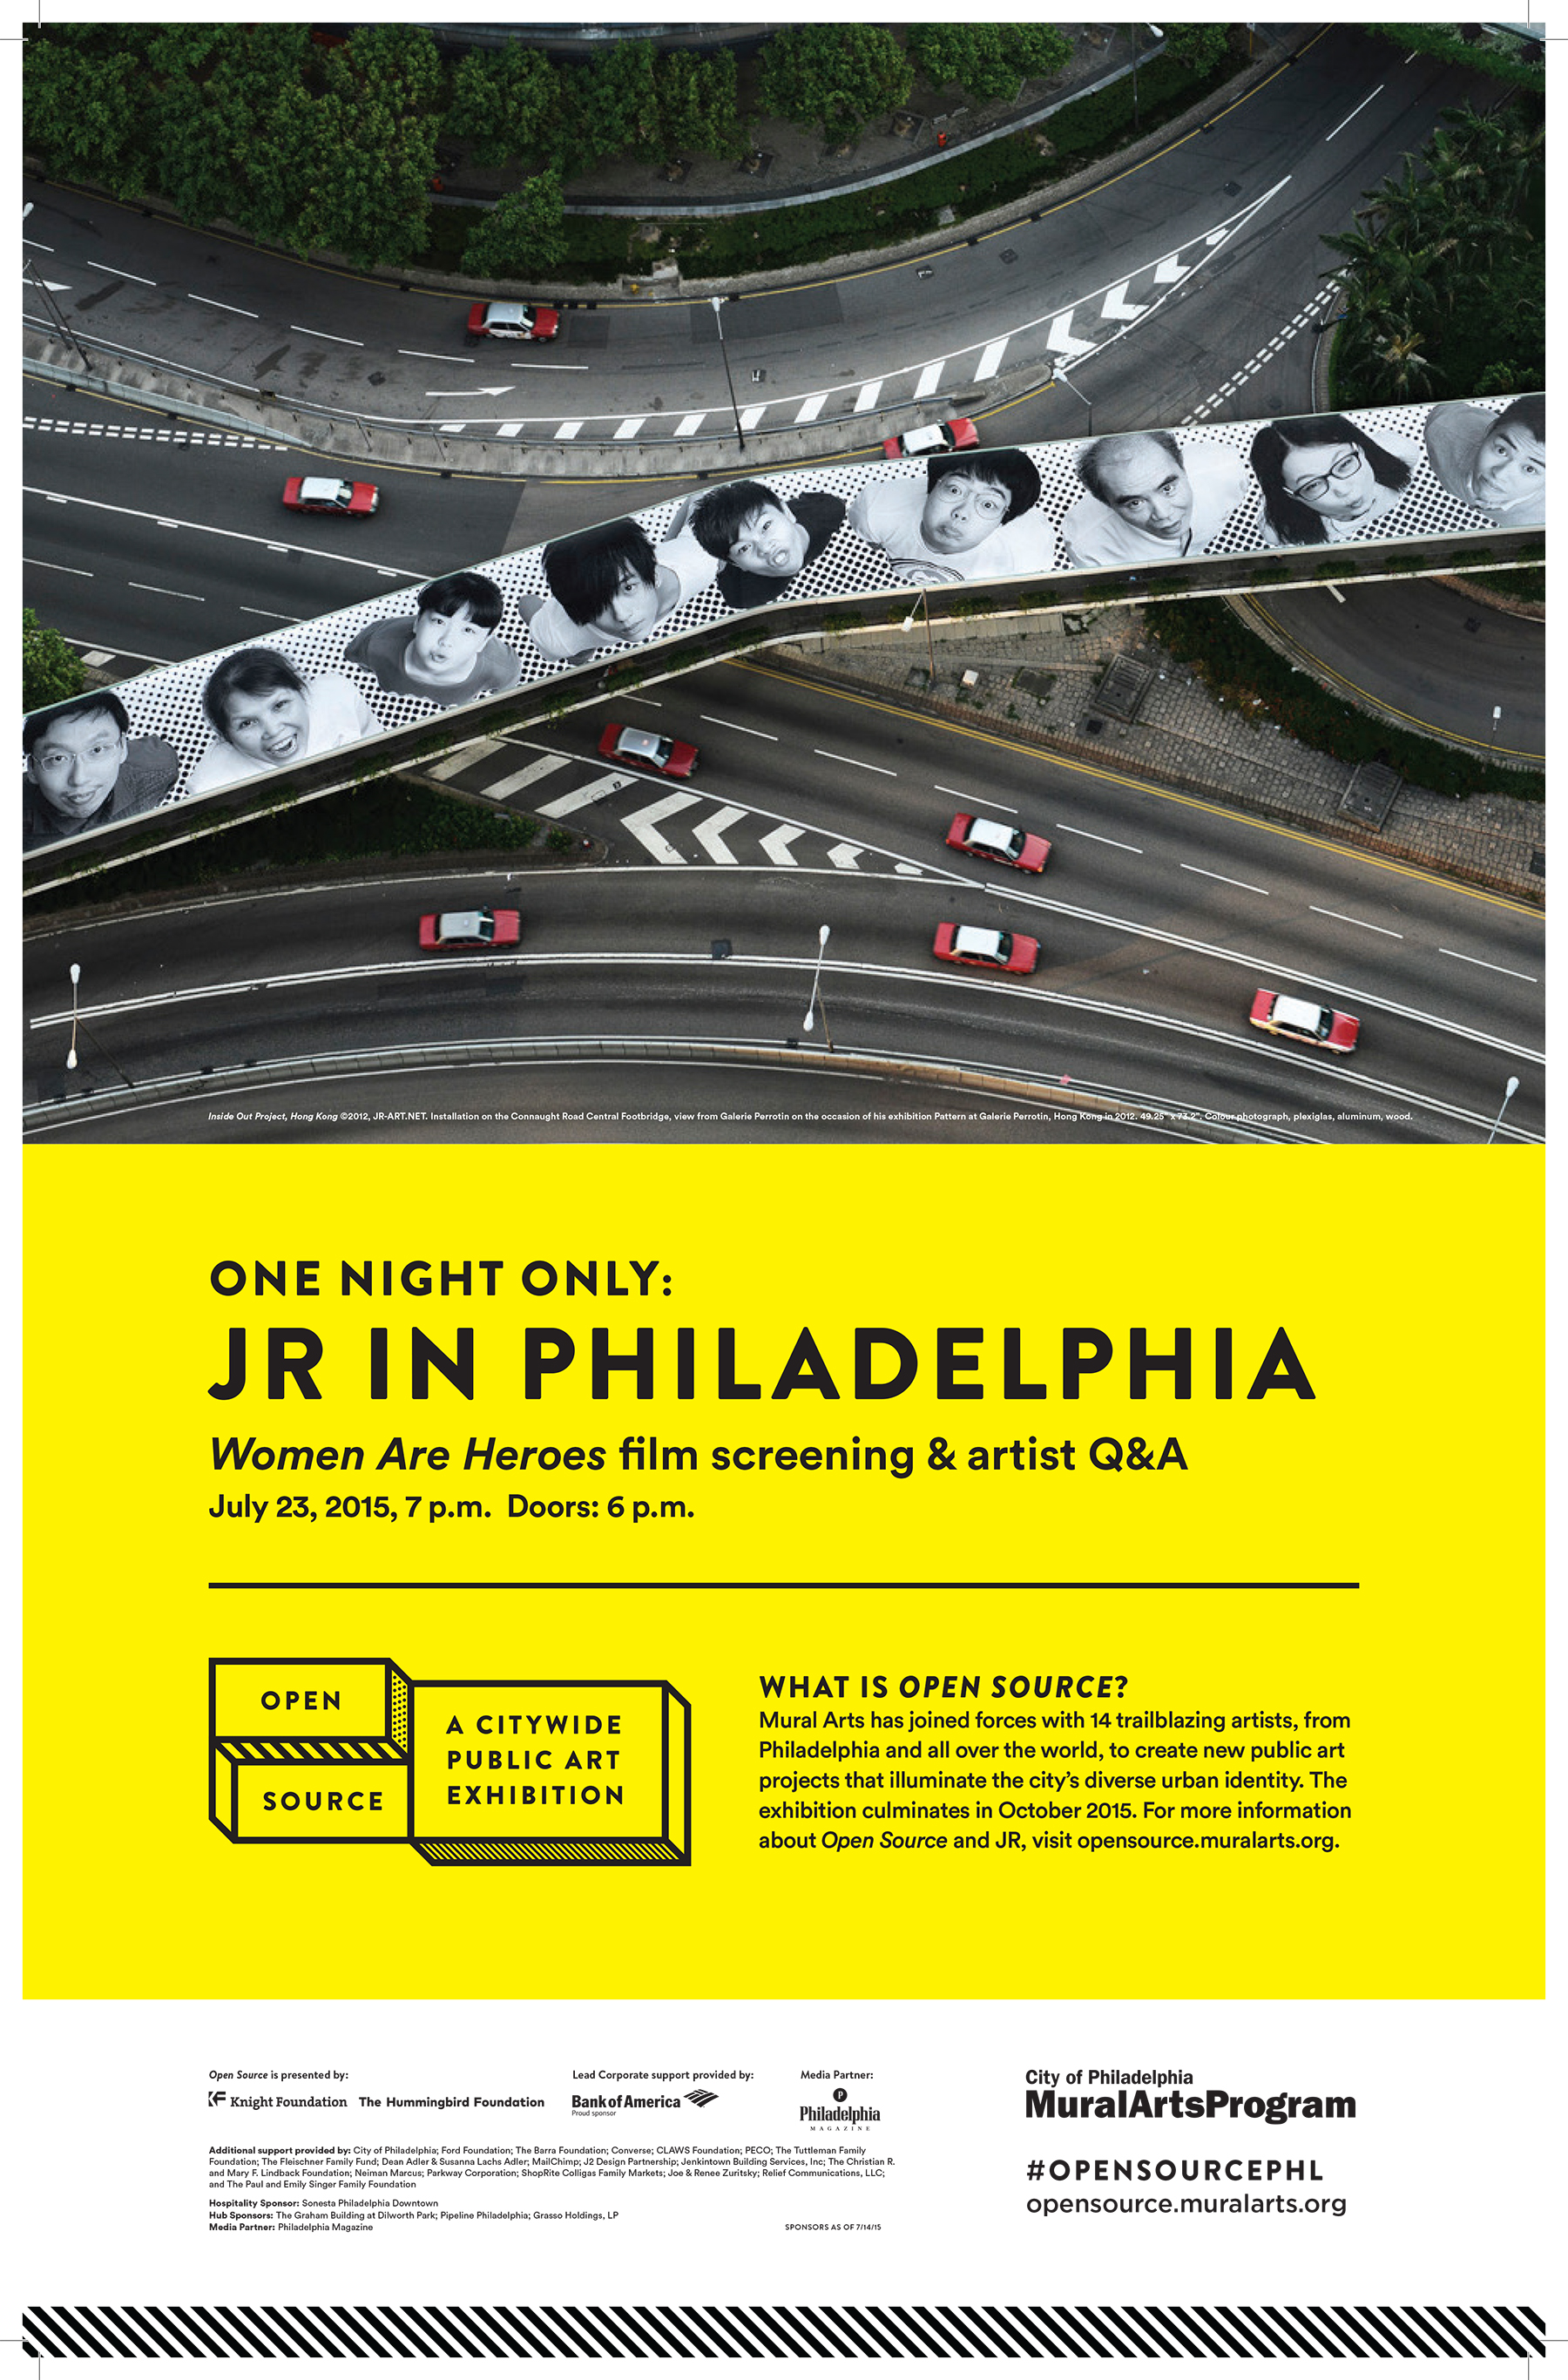 Inside Out Project, Hong Kong ©2012, JR-ART.NET. Installation on the Connaught Road Central Footbridge, view from Galerie Perrotin on the occasion of his exhibition Pattern at Galerie Perrotin, Hong Kong in 2012. 49.25" x 73.2". Colour photograph, plexiglas, aluminum, wood.
ONE NIGHT ONLY:
JR IN PHILADELPHIA
Women Are Heroes film screening & artist Q&A
July 23, 2015, 7 p.m. Doors: 6 p.m.
OPEN
SOURCE
A CITYWIDE
PUBLIC ART
EXHIBITION
WHAT IS OPEN SOURCE?
Mural Arts has joined forces with 14 trailblazing artists, from
Philadelphia and all over the world, to create new public art
projects that illuminate the city's diverse urban identity. The
exhibition culminates in October 2015. For more information
about Open Source and JR, visit opensource.muralarts.org.
Open Source is presented by:
Knight Foundation The Hummingbird Foundation
Lead Corporate support provided by:
Bank of America
Proud sponsor
Media Partner:
P
Philadelphia
MAGAZINE
Additional support provided by: City of Philadelphia; Ford Foundation; The Barra Foundation; Converse; CLAWS Foundation; PECO; The Tuttleman Family
Foundation; The Fleischner Family Fund; Dean Adler & Susanna Lachs Adler; MailChimp; J2 Design Partnership; Jenkintown Building Services, Inc; The Christian R.
and Mary F. Lindback Foundation; Neiman Marcus; Parkway Corporation; ShopRite Colligas Family Markets; Joe & Renee Zuritsky; Relief Communications, LLC;
and The Paul and Emily Singer Family Foundation
Hospitality Sponsor: Sonesta Philadelphia Downtown
Hub Sponsors: The Graham Building at Dilworth Park; Pipeline Philadelphia; Grasso Holdings, LP
Media Partner: Philadelphia Magazine
SPONSORS AS OF 7/14/15
City of Philadelphia
MuralArtsProgram
#OPENSOURCEPHL
opensource.muralarts.org